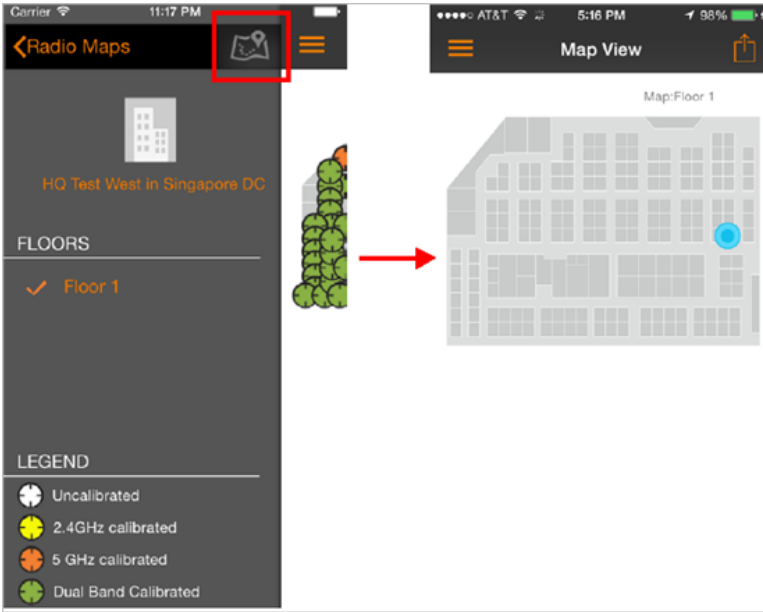 Carrier 11:17 PM
Radio Maps
HQ Test West in Singapore DC
FLOORS
Floor 1
LEGEND
Uncalibrated
2.4GHz calibrated
5 GHz calibrated
Dual Band Calibrated
AT&T 5:16 PM 98%
Map View
Map:Floor 1